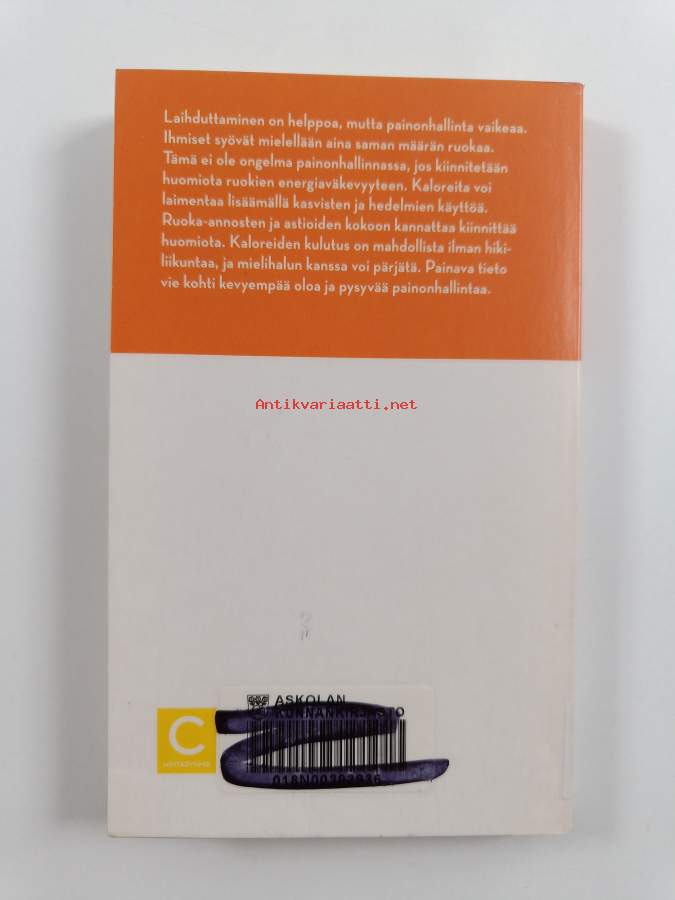 Laihduttaminen on helppoa, mutta painonhallinta vaikeaa.
Ihmiset syövät mielellään aina saman määrän ruokaa.
Tämä ei ole ongelma painonhallinnassa, jos kiinnitetään
huomiota ruokien energiaväkevyyteen. Kaloreita voi
laimentaa lisäämällä kasvisten ja hedelmien käyttöä.
Ruoka-annosten ja astioiden kokoon kannattaa kiinnittää
huomiota. Kaloreiden kulutus on mahdollista ilman hiki-
liikuntaa, ja mielihalun kanssa voi pärjätä. Painava tieto
vie kohti kevyempää oloa ja pysyvää painonhallintaa.
Antikvariaatti.net
ASKOLAN
KUNNANKIRJASTO
C